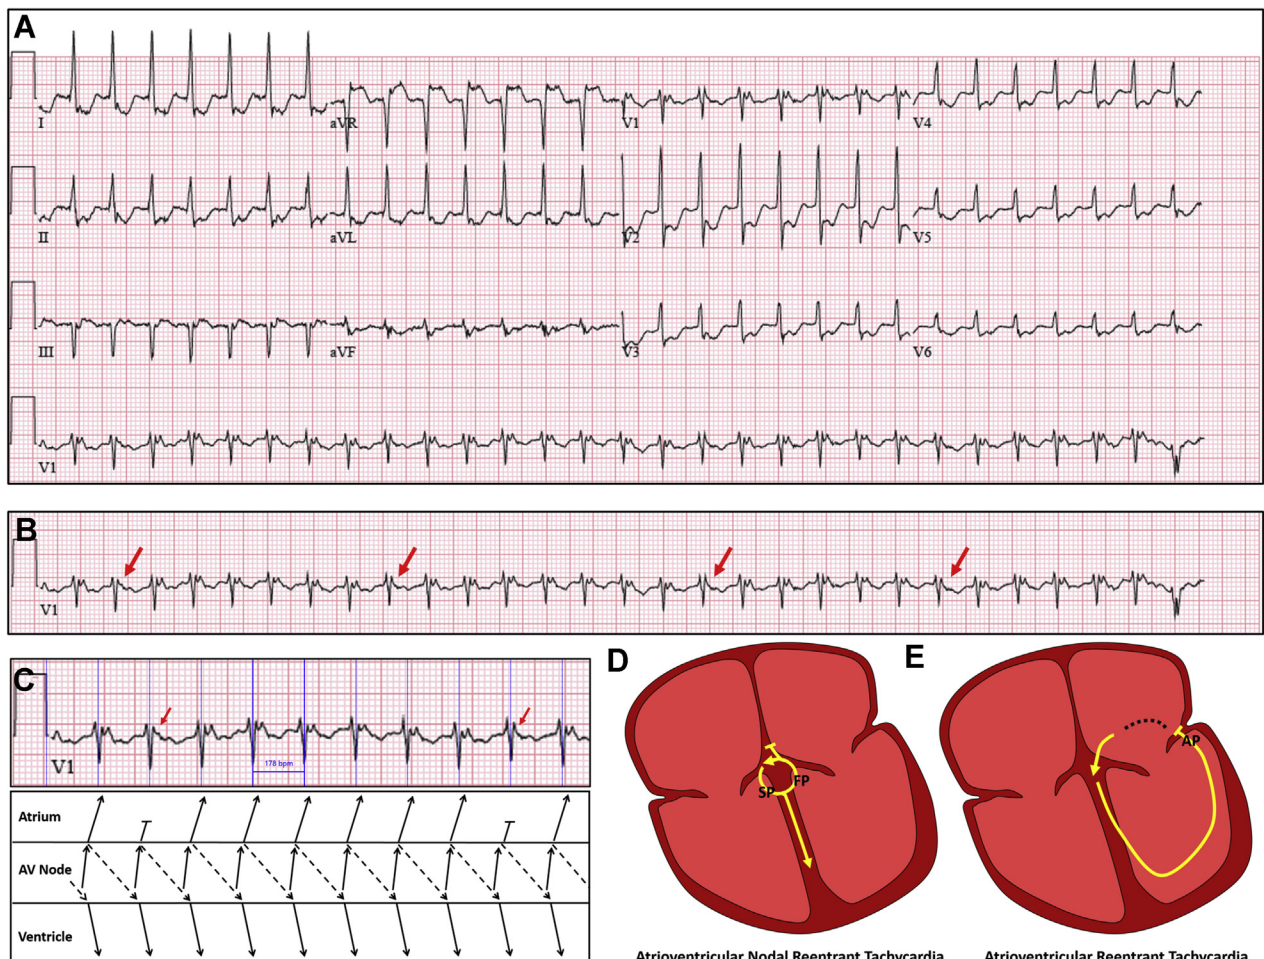 A
I
aVR
V1
V4
II
aVL
V2
V5
III
aVF
V3
V6
V1
B
V1
C
V1
178 bpm
Atrium
AV Node
Ventricle
D
SP
FP
Atrioventricular Nodal Reentrant Tachycardia
E
AP
Atrioventricular Reentrant Tachycardia